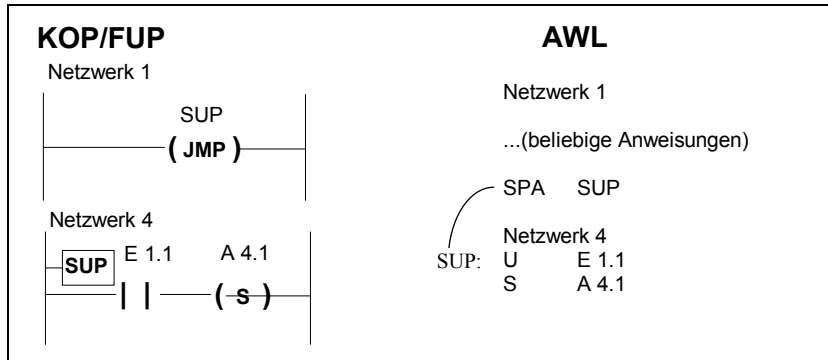 KOP/FUP
Netzwerk 1
SUP
( JMP )
Netzwerk 4
SUP E 1.1 A 4.1
( S )
AWL
Netzwerk 1
...(beliebige Anweisungen)
SPA SUP
Netzwerk 4
SUP: U E 1.1
S A 4.1